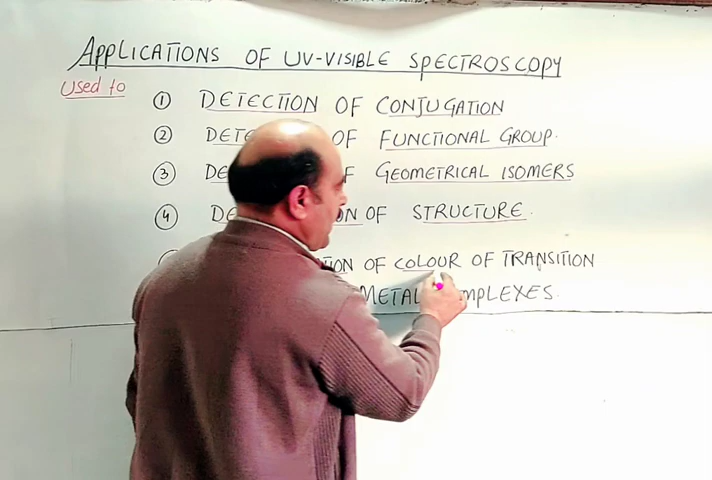 APPLICATIONS OF UV-VISIBLE SPECTROSCOPY
Used to
① DETECTION OF CONJUGATION
② OF FUNCTIONAL GROUP.
③ GEOMETRICAL ISOMERS
④ OF STRUCTURE.
OF COLOUR OF TRANSITION
METAL